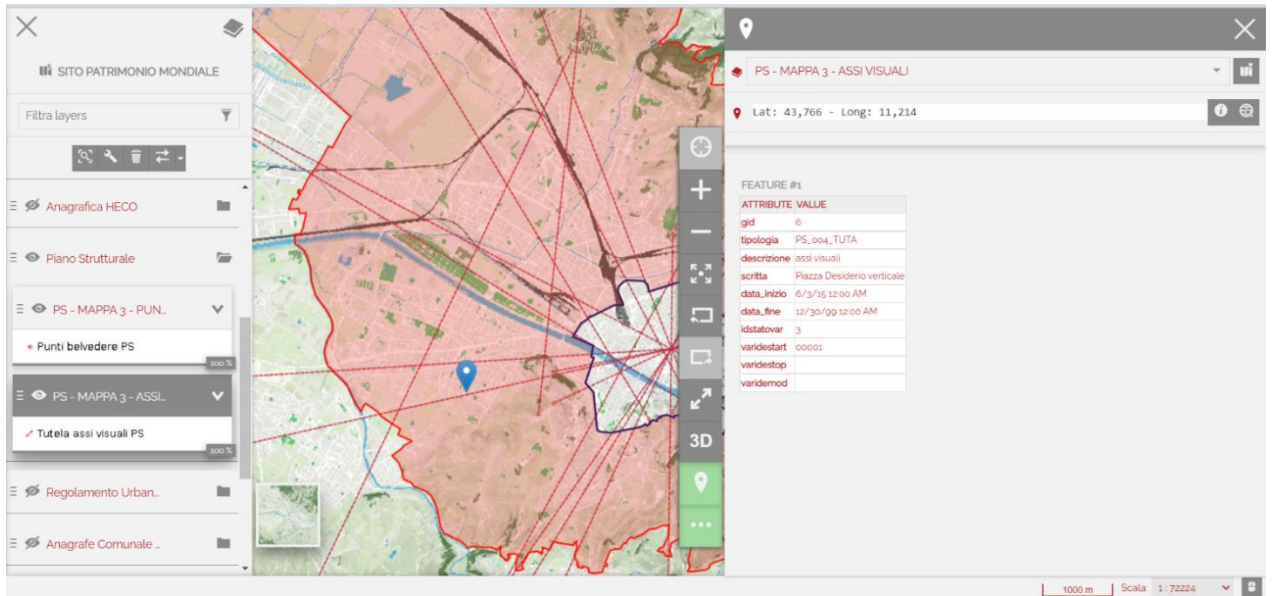 SITO PATRIMONIO MONDIALE
Filtra layers
Anagrafica HECO
Piano Strutturale
PS - MAPPA 3 - PUN...
Punti belvedere PS
100 %
PS - MAPPA 3 - ASSI...
Tutela assi visuali PS
100 %
Regolamento Urban...
Anagrafe Comunale ...
3D
PS - MAPPA 3 - ASSI VISUALI
Lat: 43,766 - Long: 11,214
FEATURE #1
ATTRIBUTE VALUE
gid 6
tipologia PS_004_TUTA
descrizione assi visuali
scritta Piazza Desiderio verticale
data_inizio 6/3/15 12:00 AM
data_fine 12/30/99 12:00 AM
idstatovar 3
varidestart 00001
varidestop
varidemod
1000 m Scala: 1 : 72224